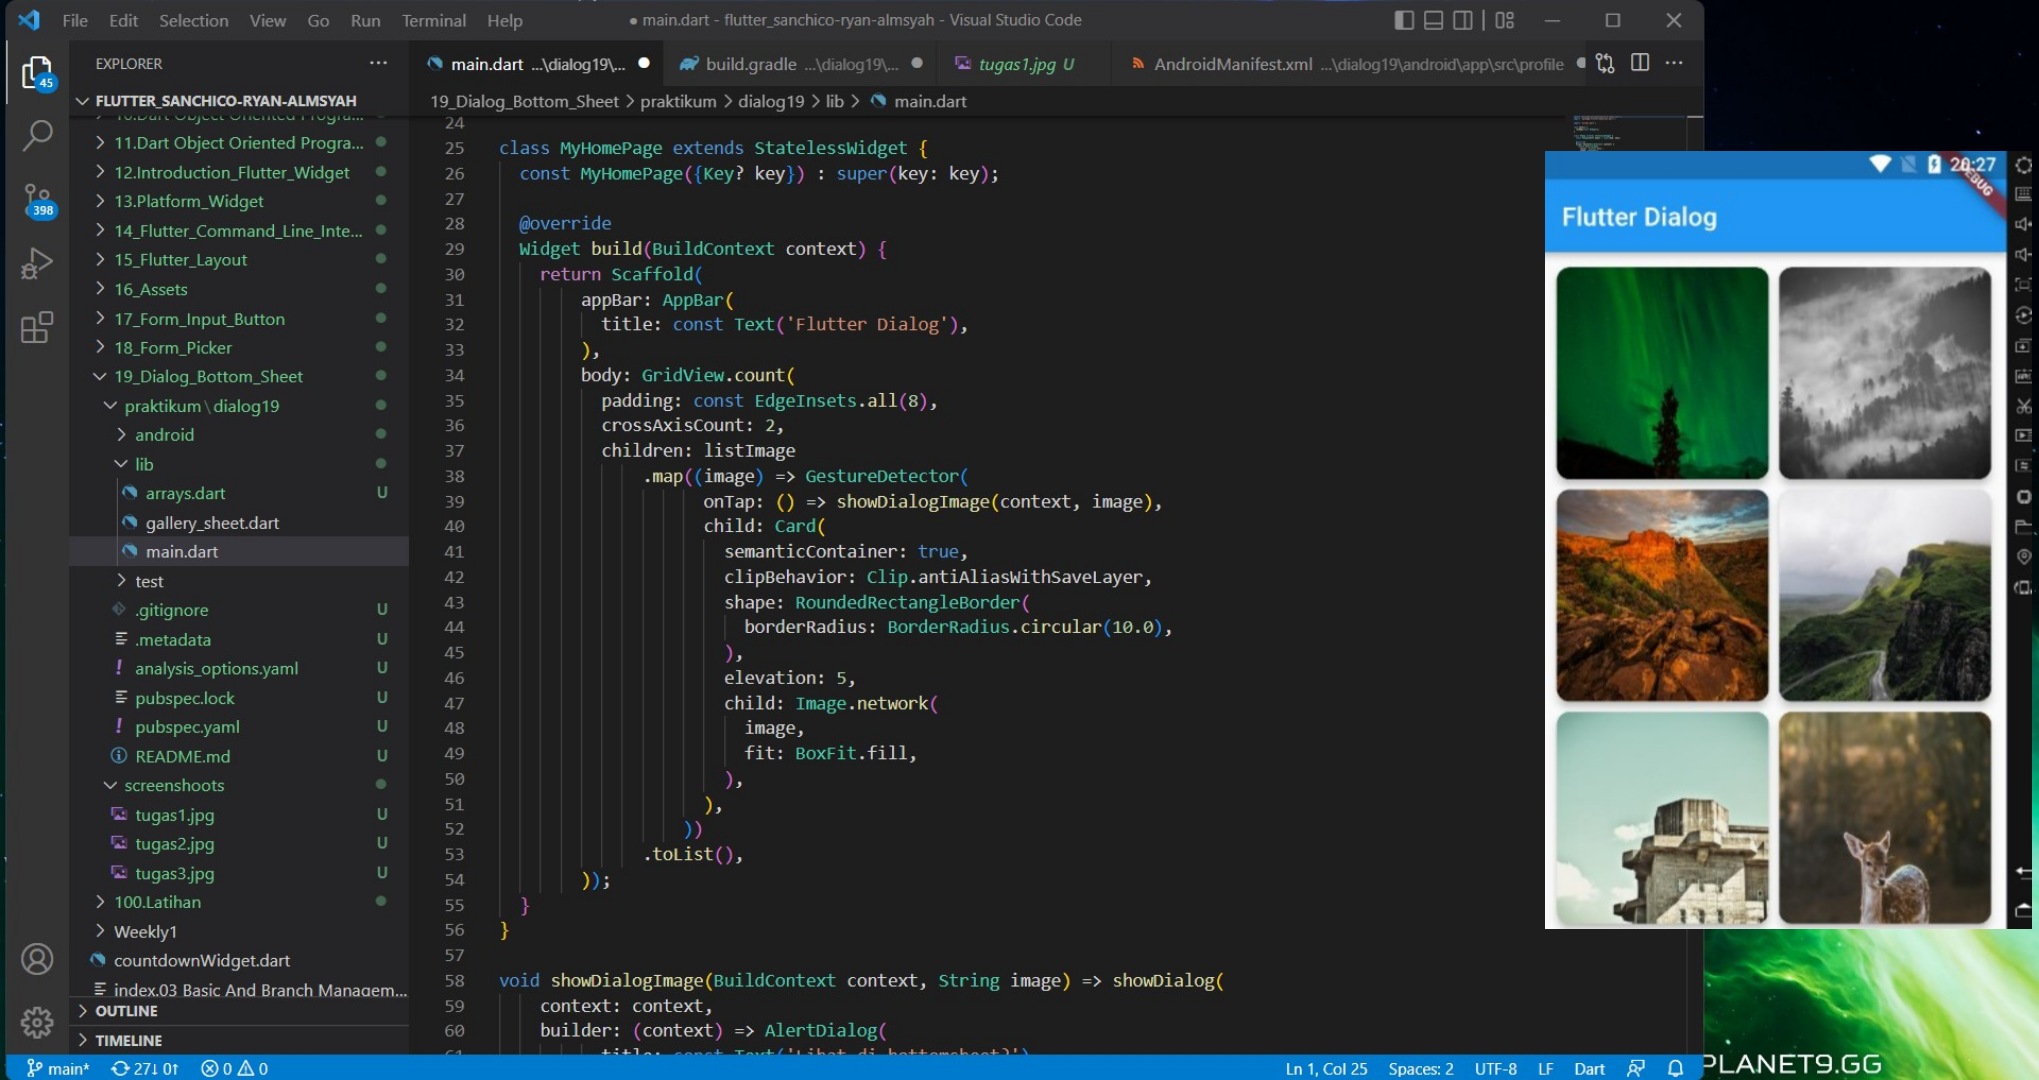 File Edit Selection View Go Run Terminal Help
● main.dart - flutter_sanchico-ryan-almsyah - Visual Studio Code
EXPLORER
main.dart ...\dialog19\...
build.gradle ...\dialog19\...
tugas1.jpg U
AndroidManifest.xml ...\dialog19\android\app\src\profile
45
398
19_Dialog_Bottom_Sheet > praktikum > dialog19 > lib > main.dart
FLUTTER_SANCHICO-RYAN-ALMSYAH
10.Dart Object Oriented Progra...
11.Dart Object Oriented Progra...
12.Introduction_Flutter_Widget
13.Platform_Widget
14_Flutter_Command_Line_Inte...
15_Flutter_Layout
16_Assets
17_Form_Input_Button
18_Form_Picker
19_Dialog_Bottom_Sheet
praktikum\dialog19
android
lib
arrays.dart U
gallery_sheet.dart
main.dart
test
.gitignore U
.metadata U
analysis_options.yaml U
pubspec.lock U
pubspec.yaml U
README.md U
screenshoots
tugas1.jpg U
tugas2.jpg U
tugas3.jpg U
100.Latihan
Weekly1
countdownWidget.dart
index.03 Basic And Branch Managem...
OUTLINE
TIMELINE
24
25 class MyHomePage extends StatelessWidget {
26 const MyHomePage({Key? key}) : super(key: key);
27
28 @override
29 Widget build(BuildContext context) {
30 return Scaffold(
31 appBar: AppBar(
32 title: const Text('Flutter Dialog'),
33 ),
34 body: GridView.count(
35 padding: const EdgeInsets.all(8),
36 crossAxisCount: 2,
37 children: listImage
38 .map((image) => GestureDetector(
39 onTap: () => showDialogImage(context, image),
40 child: Card(
41 semanticContainer: true,
42 clipBehavior: Clip.antiAliasWithSaveLayer,
43 shape: RoundedRectangleBorder(
44 borderRadius: BorderRadius.circular(10.0),
45 ),
46 elevation: 5,
47 child: Image.network(
48 image,
49 fit: BoxFit.fill,
50 ),
51 ),
52 ))
53 .toList(),
54 ));
55 }
56 }
57
58 void showDialogImage(BuildContext context, String image) => showDialog(
59 context: context,
60 builder: (context) => AlertDialog(
61 title: const Text('Lihat di bottomsheet?')
20:27
DEBUG
Flutter Dialog
main* 27↓ 0↑ 0 0
Ln 1, Col 25 Spaces: 2 UTF-8 LF Dart
PLANET9.GG